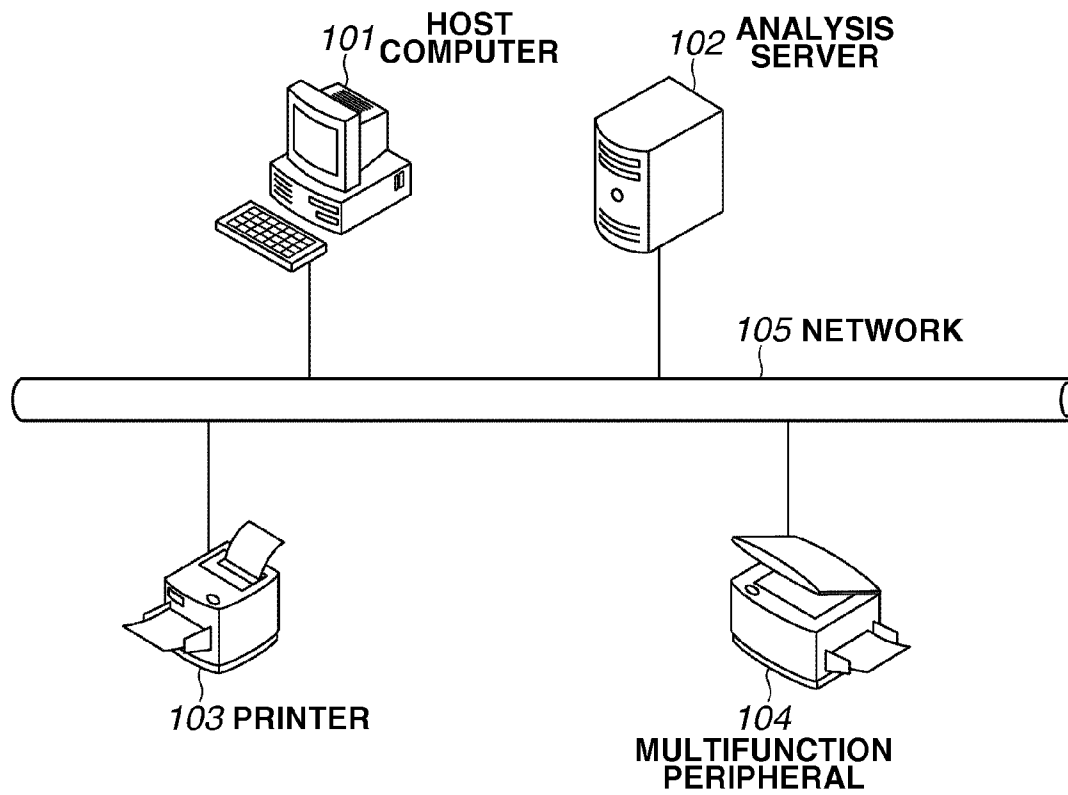 101 HOST
COMPUTER
102 ANALYSIS
SERVER
105 NETWORK
103 PRINTER
104
MULTIFUNCTION
PERIPHERAL